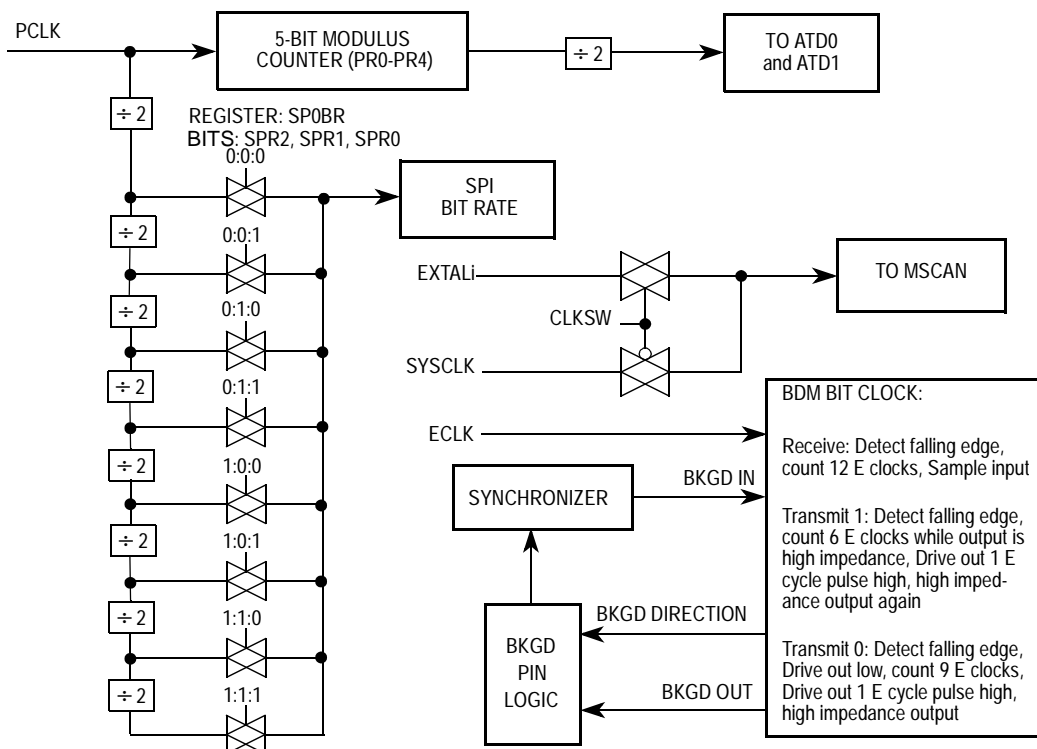 PCLK
5-BIT MODULUS
COUNTER (PR0-PR4)
÷ 2
TO ATD0
and ATD1
÷ 2
REGISTER: SP0BR
BITS: SPR2, SPR1, SPR0
0:0:0
SPI
BIT RATE
÷ 2
0:0:1
EXTALi
TO MSCAN
÷ 2
0:1:0
CLKSW
SYSCLK
÷ 2
0:1:1
BDM BIT CLOCK:
ECLK
Receive: Detect falling edge,
count 12 E clocks, Sample input
÷ 2
1:0:0
SYNCHRONIZER
BKGD IN
Transmit 1: Detect falling edge,
count 6 E clocks while output is
high impedance, Drive out 1 E
cycle pulse high, high imped-
ance output again
÷ 2
1:0:1
÷ 2
1:1:0
BKGD
PIN
LOGIC
BKGD DIRECTION
Transmit 0: Detect falling edge,
Drive out low, count 9 E clocks,
Drive out 1 E cycle pulse high,
high impedance output
÷ 2
1:1:1
BKGD OUT